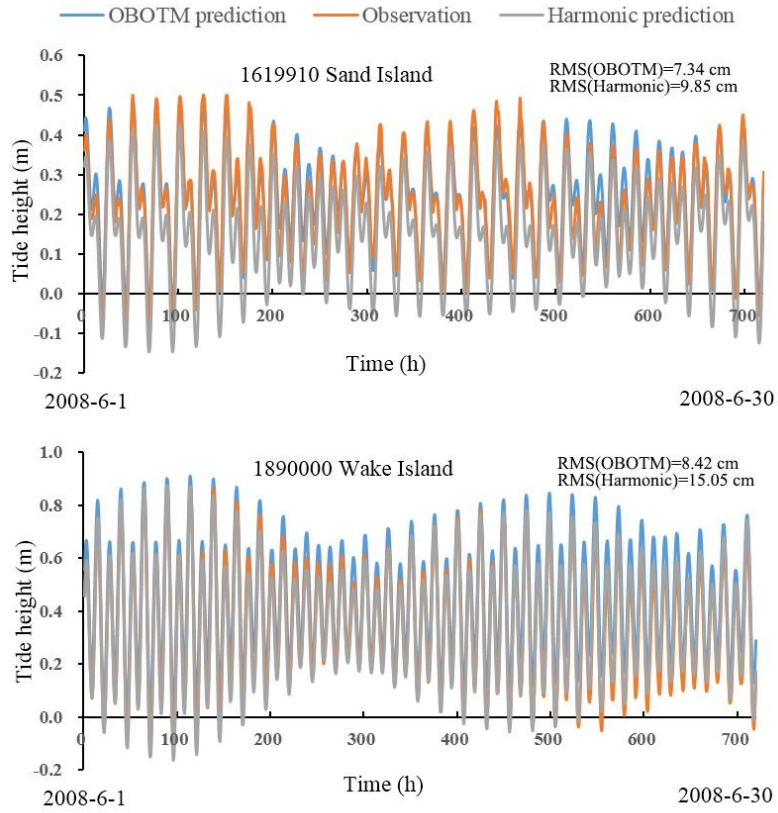 OBOTM prediction Observation Harmonic prediction
1619910 Sand Island
RMS(OBOTM)=7.34 cm
RMS(Harmonic)=9.85 cm
Tide height (m)
0.6
0.5
0.4
0.3
0.2
0.1
0.0
-0.1
-0.2
0 100 200 300 400 500 600 700
Time (h)
2008-6-1 2008-6-30
1890000 Wake Island
RMS(OBOTM)=8.42 cm
RMS(Harmonic)=15.05 cm
Tide height (m)
1.0
0.8
0.6
0.4
0.2
0.0
-0.2
0 100 200 300 400 500 600 700
Time (h)
2008-6-1 2008-6-30